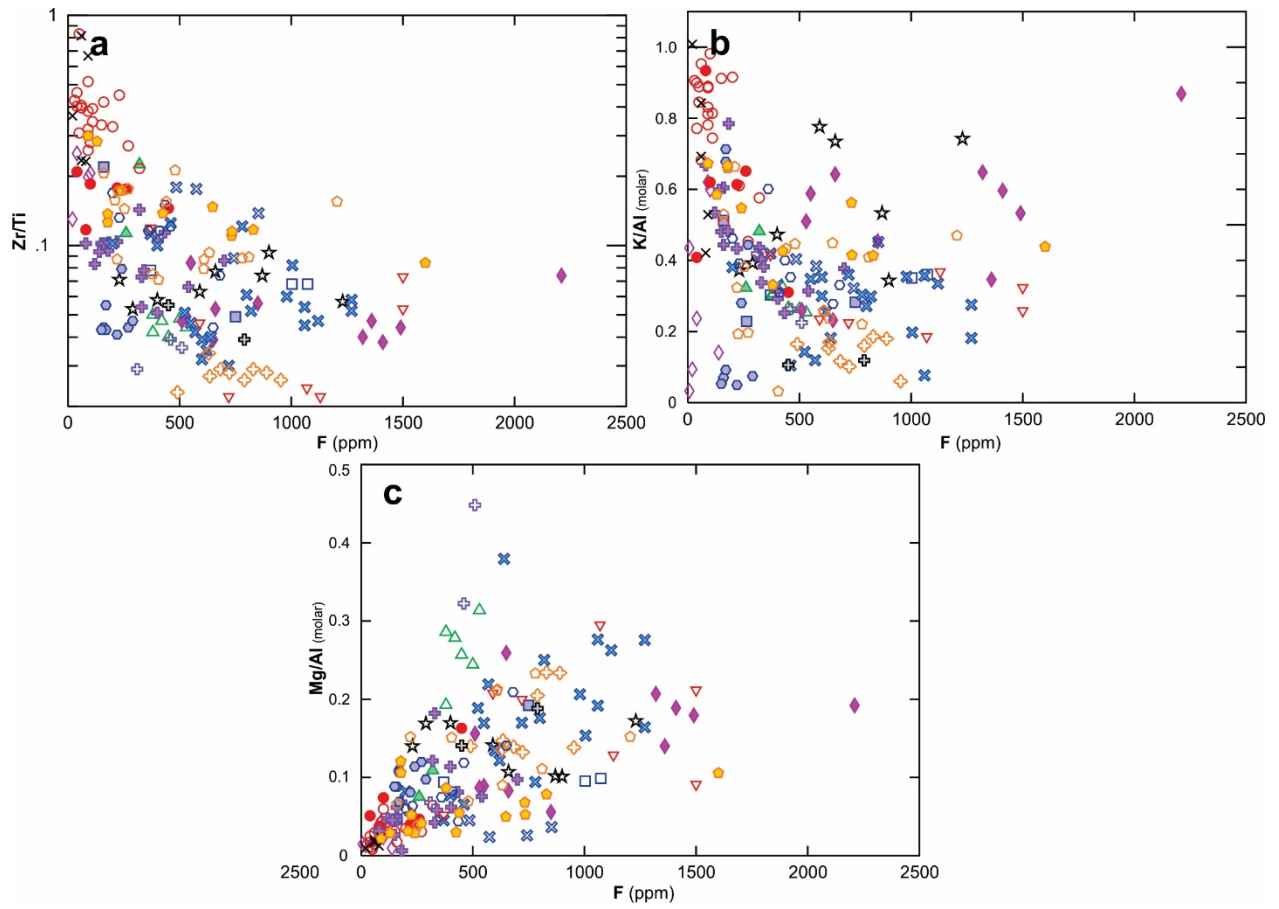 a
1
.1
Zr/Ti
0 500 1000 1500 2000 2500
F (ppm)
b
1.0
0.8
0.6
0.4
0.2
0
K/Al (molar)
0 500 1000 1500 2000 2500
F (ppm)
c
0.5
0.4
0.3
0.2
0.1
0
Mg/Al (molar)
2500 0 500 1000 1500 2000 2500
F (ppm)